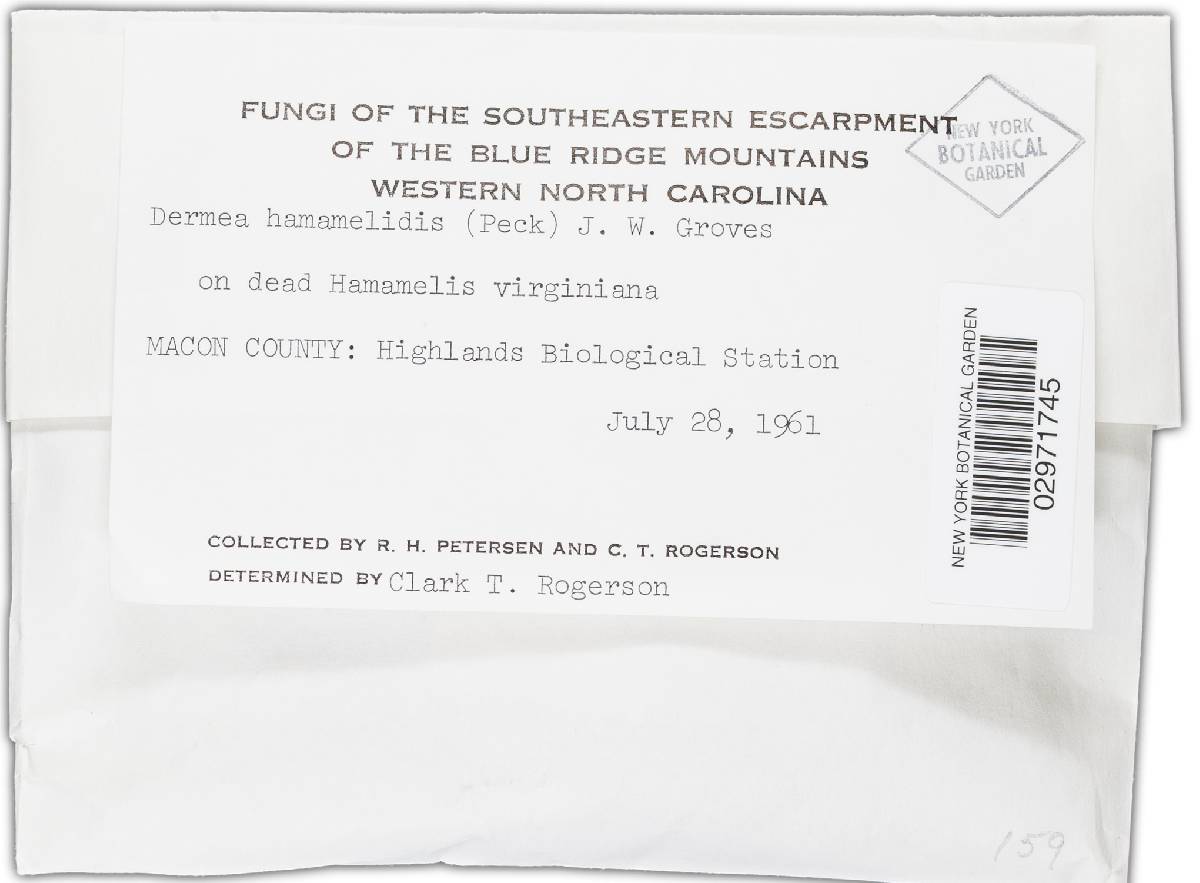 FUNGI OF THE SOUTHEASTERN ESCARPMENT
OF THE BLUE RIDGE MOUNTAINS
WESTERN NORTH CAROLINA
NEW YORK
BOTANICAL
GARDEN
Dermea hamamelidis (Peck) J. W. Groves
on dead Hamamelis virginiana
MACON COUNTY: Highlands Biological Station
July 28, 1961
NEW YORK BOTANICAL GARDEN
02971745
COLLECTED BY R. H. PETERSEN AND C. T. ROGERSON
DETERMINED BY Clark T. Rogerson
159